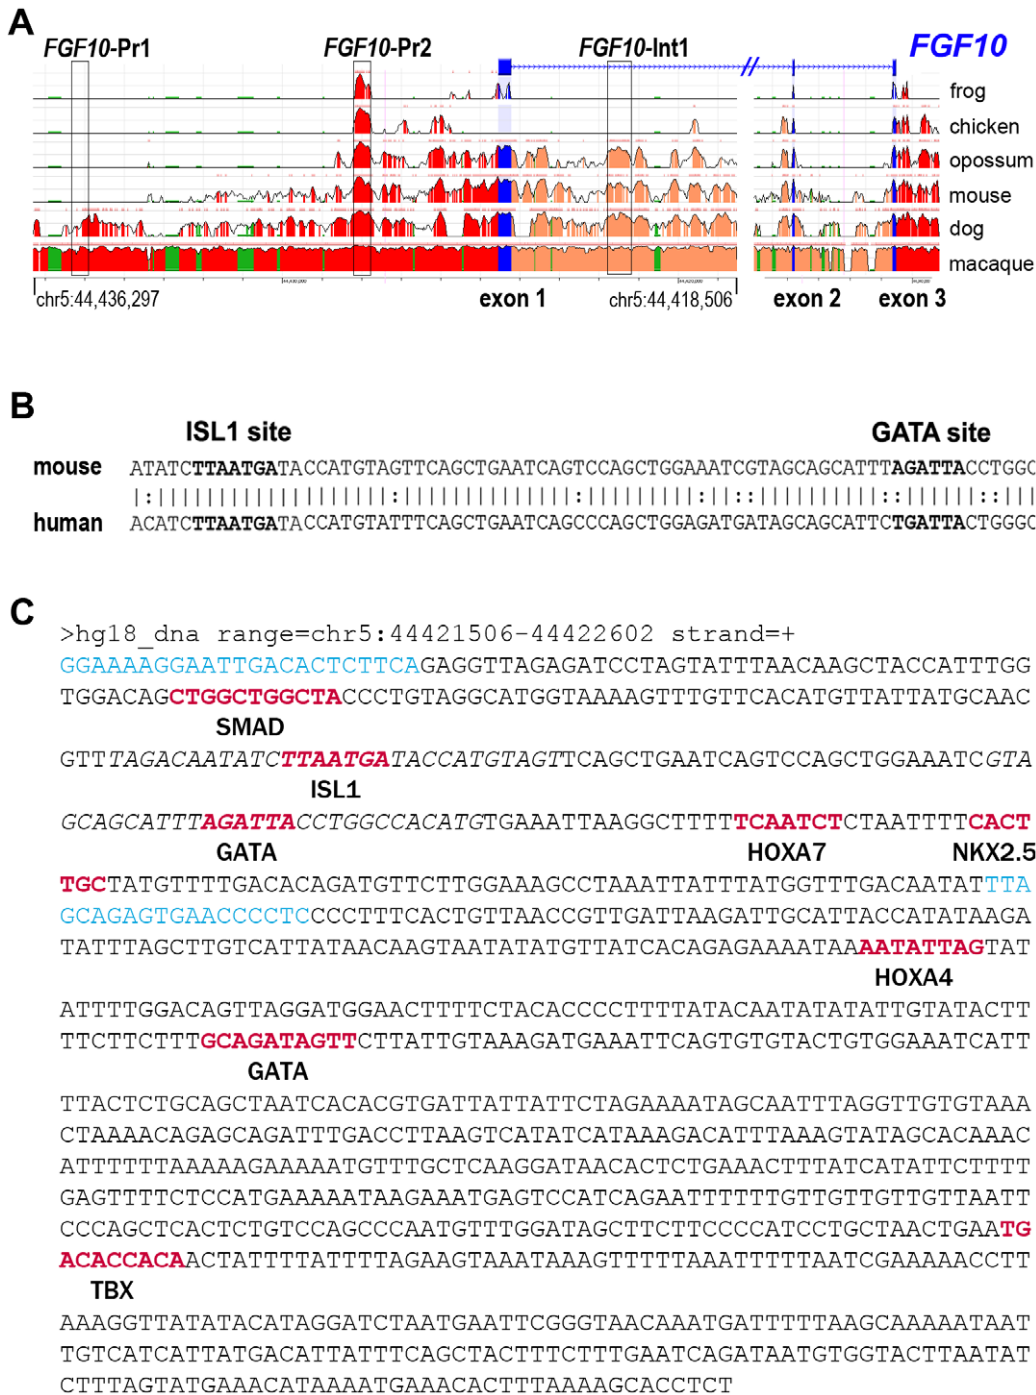 A
FGF10-Pr1 FGF10-Pr2 FGF10-Int1 FGF10
frog
chicken
opossum
mouse
dog
macaque
chr5:44,436,297 exon 1 chr5:44,418,506 exon 2 exon 3
B
ISL1 site GATA site
mouse ATATCTTAATGATACCATGTAGTTCAGCTGAATCAGTCCAGCTGGAAATCGTAGCAGCATTTAGATTACCTGGC
human ACATCTTAATGATACCATGTATTTCAGCTGAATCAGCCCAGCTGGAGATGATAGCAGCATTCTGATTACTGGGC
C
>hg18_dna range=chr5:44421506-44422602 strand=+
GGAAAAGGAATTGACACTCTTCAGAGGTTAGAGATCCTAGTATTTAACAAGCTACCATTTGG
TGGACAGCTGGCTGGCTACCCTGTAGGCATGGTAAAAGTTTGTTCACATGTTATTATGCAAC
SMAD
GTTTAGACAATATCTTAATGATACCATGTAGTTCAGCTGAATCAGTCCAGCTGGAAATCGTA
ISL1
GCAGCATTTAGATTACCTGGCCACATGTGAAATTAAGGCTTTTTCAATCTCTAATTTTCACT
GATA HOXA7 NKX2.5
TGCTATGTTTTGACACAGATGTTCTTGGAAAGCCTAAATTATTTATGGTTTGACAATATTTA
GCAGAGTGAACCCCTCCCCTTTCACTGTTAACCGTTGATTAAGATTGCATTACCATATAAGA
TATTTAGCTTGTCATTATAACAAGTAATATATGTTATCACAGAGAAAATAAAATATTAGTAT
HOXA4
ATTTTGGACAGTTAGGATGGAACTTTTCTACACCCCTTTTATACAATATATATTGTATACTT
TTCTTCTTTGCAGATAGTTCTTATTGTAAAGATGAAATTCAGTGTGTACTGTGGAAATCATT
GATA
TTACTCTGCAGCTAATCACACGTGATTATTATTCTAGAAAATAGCAATTTAGGTTGTGTAAA
CTAAAACAGAGCAGATTTGACCTTAAGTCATATCATAAAGACATTTAAAGTATAGCACAAAC
ATTTTTTAAAAAGAAAAATGTTTGCTCAAGGATAACACTCTGAAACTTTATCATATTCTTTT
GAGTTTTCTCCATGAAAAATAAGAAATGAGTCCATCAGAATTTTTTGTTGTTGTTGTTAATT
CCCAGCTCACTCTGTCCAGCCCAATGTTTGGATAGCTTCTTCCCCATCCTGCTAACTGAATG
ACACCACAACTATTTTATTTTAGAAGTAAATAAAGTTTTTAAATTTTTAATCGAAAAACCTT
TBX
AAAGGTTATATACATAGGATCTAATGAATTCGGGTAACAAATGATTTTTAAGCAAAAATAAT
TGTCATCATTATGACATTATTTCAGCTACTTTCTTTGAATCAGATAATGTGGTACTTAATAT
CTTTAGTATGAAACATAAAATGAAACACTTTAAAAGCACCTCT